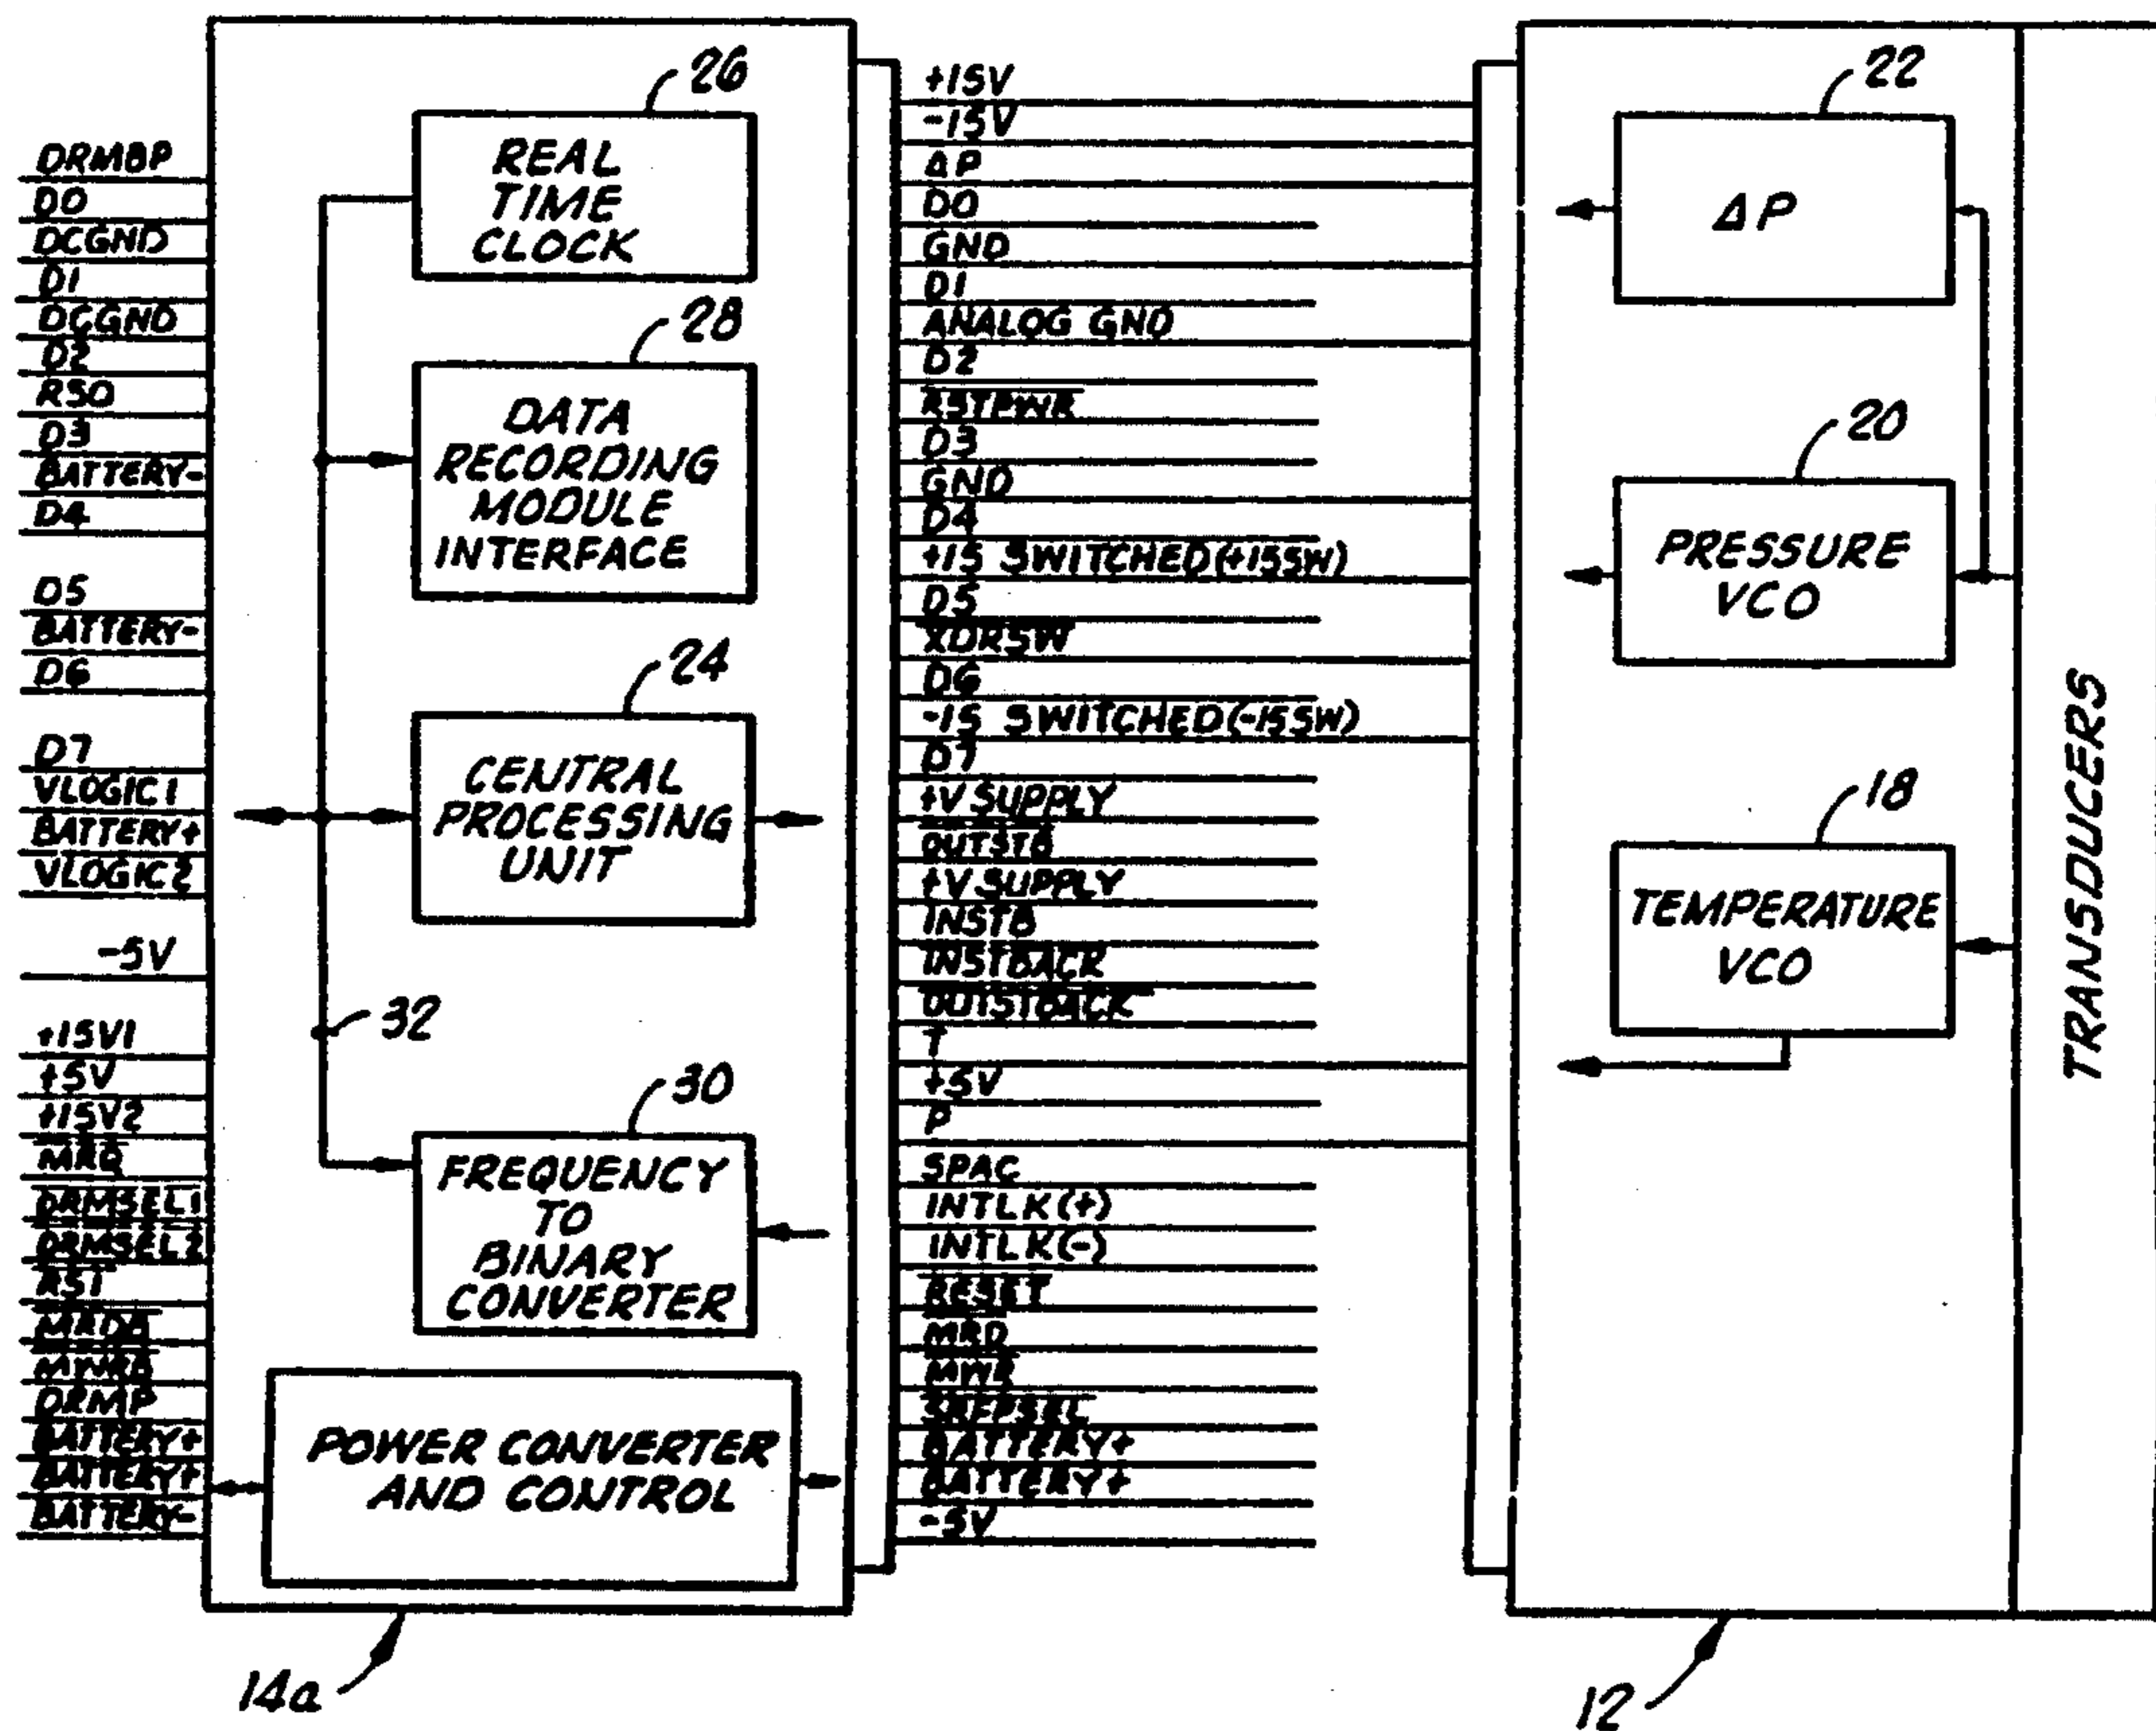 DRMBP
D0
DCGND
D1
DCGND
D2
RS0
D3
BATTERY-
D4
D5
BATTERY-
D6
D7
VLOGIC1
BATTERY+
VLOGIC2
-5V
+15V1
+5V
+15V2
MRQ
DRMSEL1
DRMSEL2
RST
MRDB
MWRB
DRMP
BATTERY+
BATTERY+
BATTERY-
26
REAL
TIME
CLOCK
28
DATA
RECORDING
MODULE
INTERFACE
24
CENTRAL
PROCESSING
UNIT
32
30
FREQUENCY
TO
BINARY
CONVERTER
POWER CONVERTER
AND CONTROL
14a
+15V
-15V
ΔP
D0
GND
D1
ANALOG GND
D2
RSTPWR
D3
GND
D4
+15 SWITCHED(+15SW)
D5
XDRSW
D6
-15 SWITCHED(-15SW)
D7
+V SUPPLY
OUTSTB
+V SUPPLY
INSTB
INSTBACK
OUTSTBACK
T
+5V
P
SPAC
INTLK(+)
INTLK(-)
RESET
MRD
MWR
BATTERY+
BATTERY+
-5V
22
ΔP
20
PRESSURE
VCO
18
TEMPERATURE
VCO
TRANSDUCERS
12